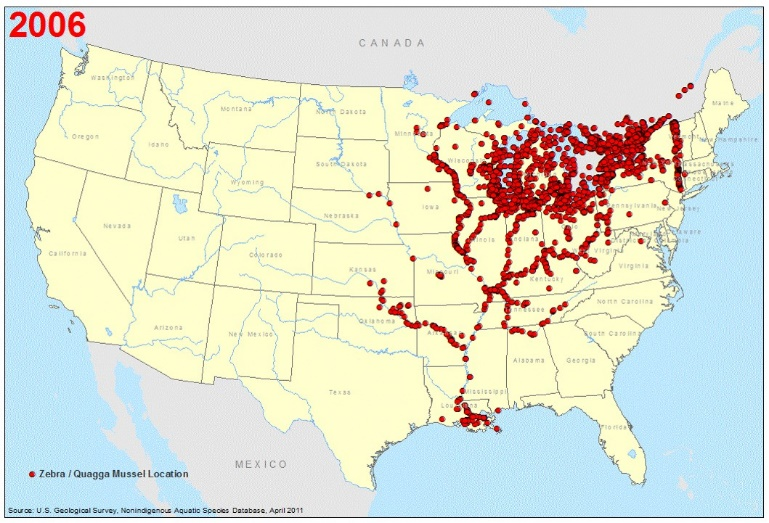 2006
CANADA
Washington
Montana
North Dakota
Minnesota
Maine
Oregon
Idaho
South Dakota
Wisconsin
Wyoming
Nebraska
Iowa
Pennsylvania
Nevada
Utah
Colorado
Kansas
Missouri
Illinois
Indiana
Ohio
Virginia
California
Kentucky
Tennessee
North Carolina
Arizona
New Mexico
Oklahoma
Arkansas
South Carolina
Texas
Mississippi
Alabama
Georgia
Louisiana
Florida
MEXICO
Zebra / Quagga Mussel Location
Source: U.S. Geological Survey, Nonindigenous Aquatic Species Database, April 2011